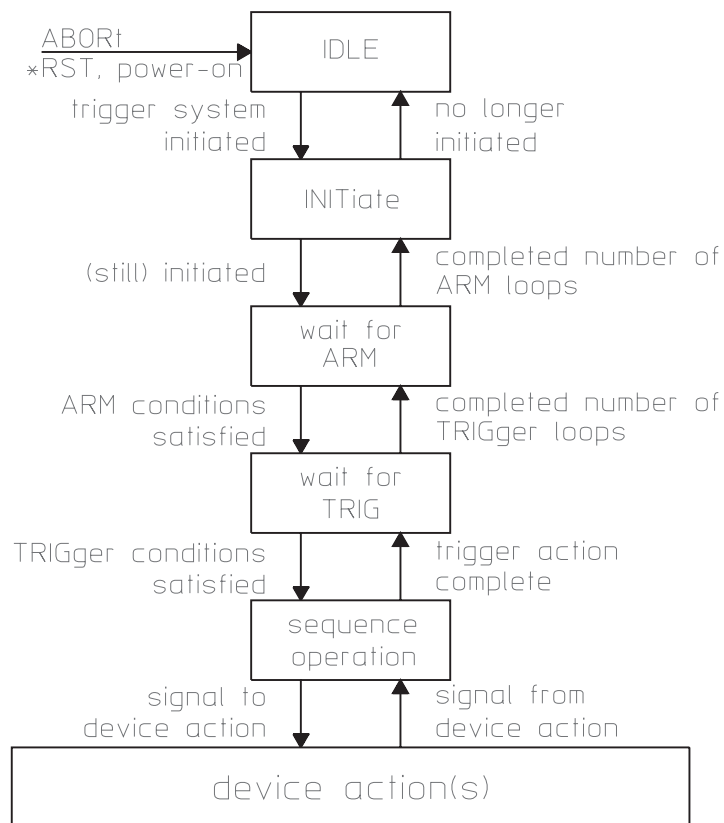 ABORt
*RST, power-on
IDLE
trigger system
initiated
no longer
initiated
INITiate
(still) initiated
completed number of
ARM loops
wait for
ARM
ARM conditions
satisfied
completed number of
TRIGger loops
wait for
TRIG
TRIGger conditions
satisfied
trigger action
complete
sequence
operation
signal to
device action
signal from
device action
device action(s)